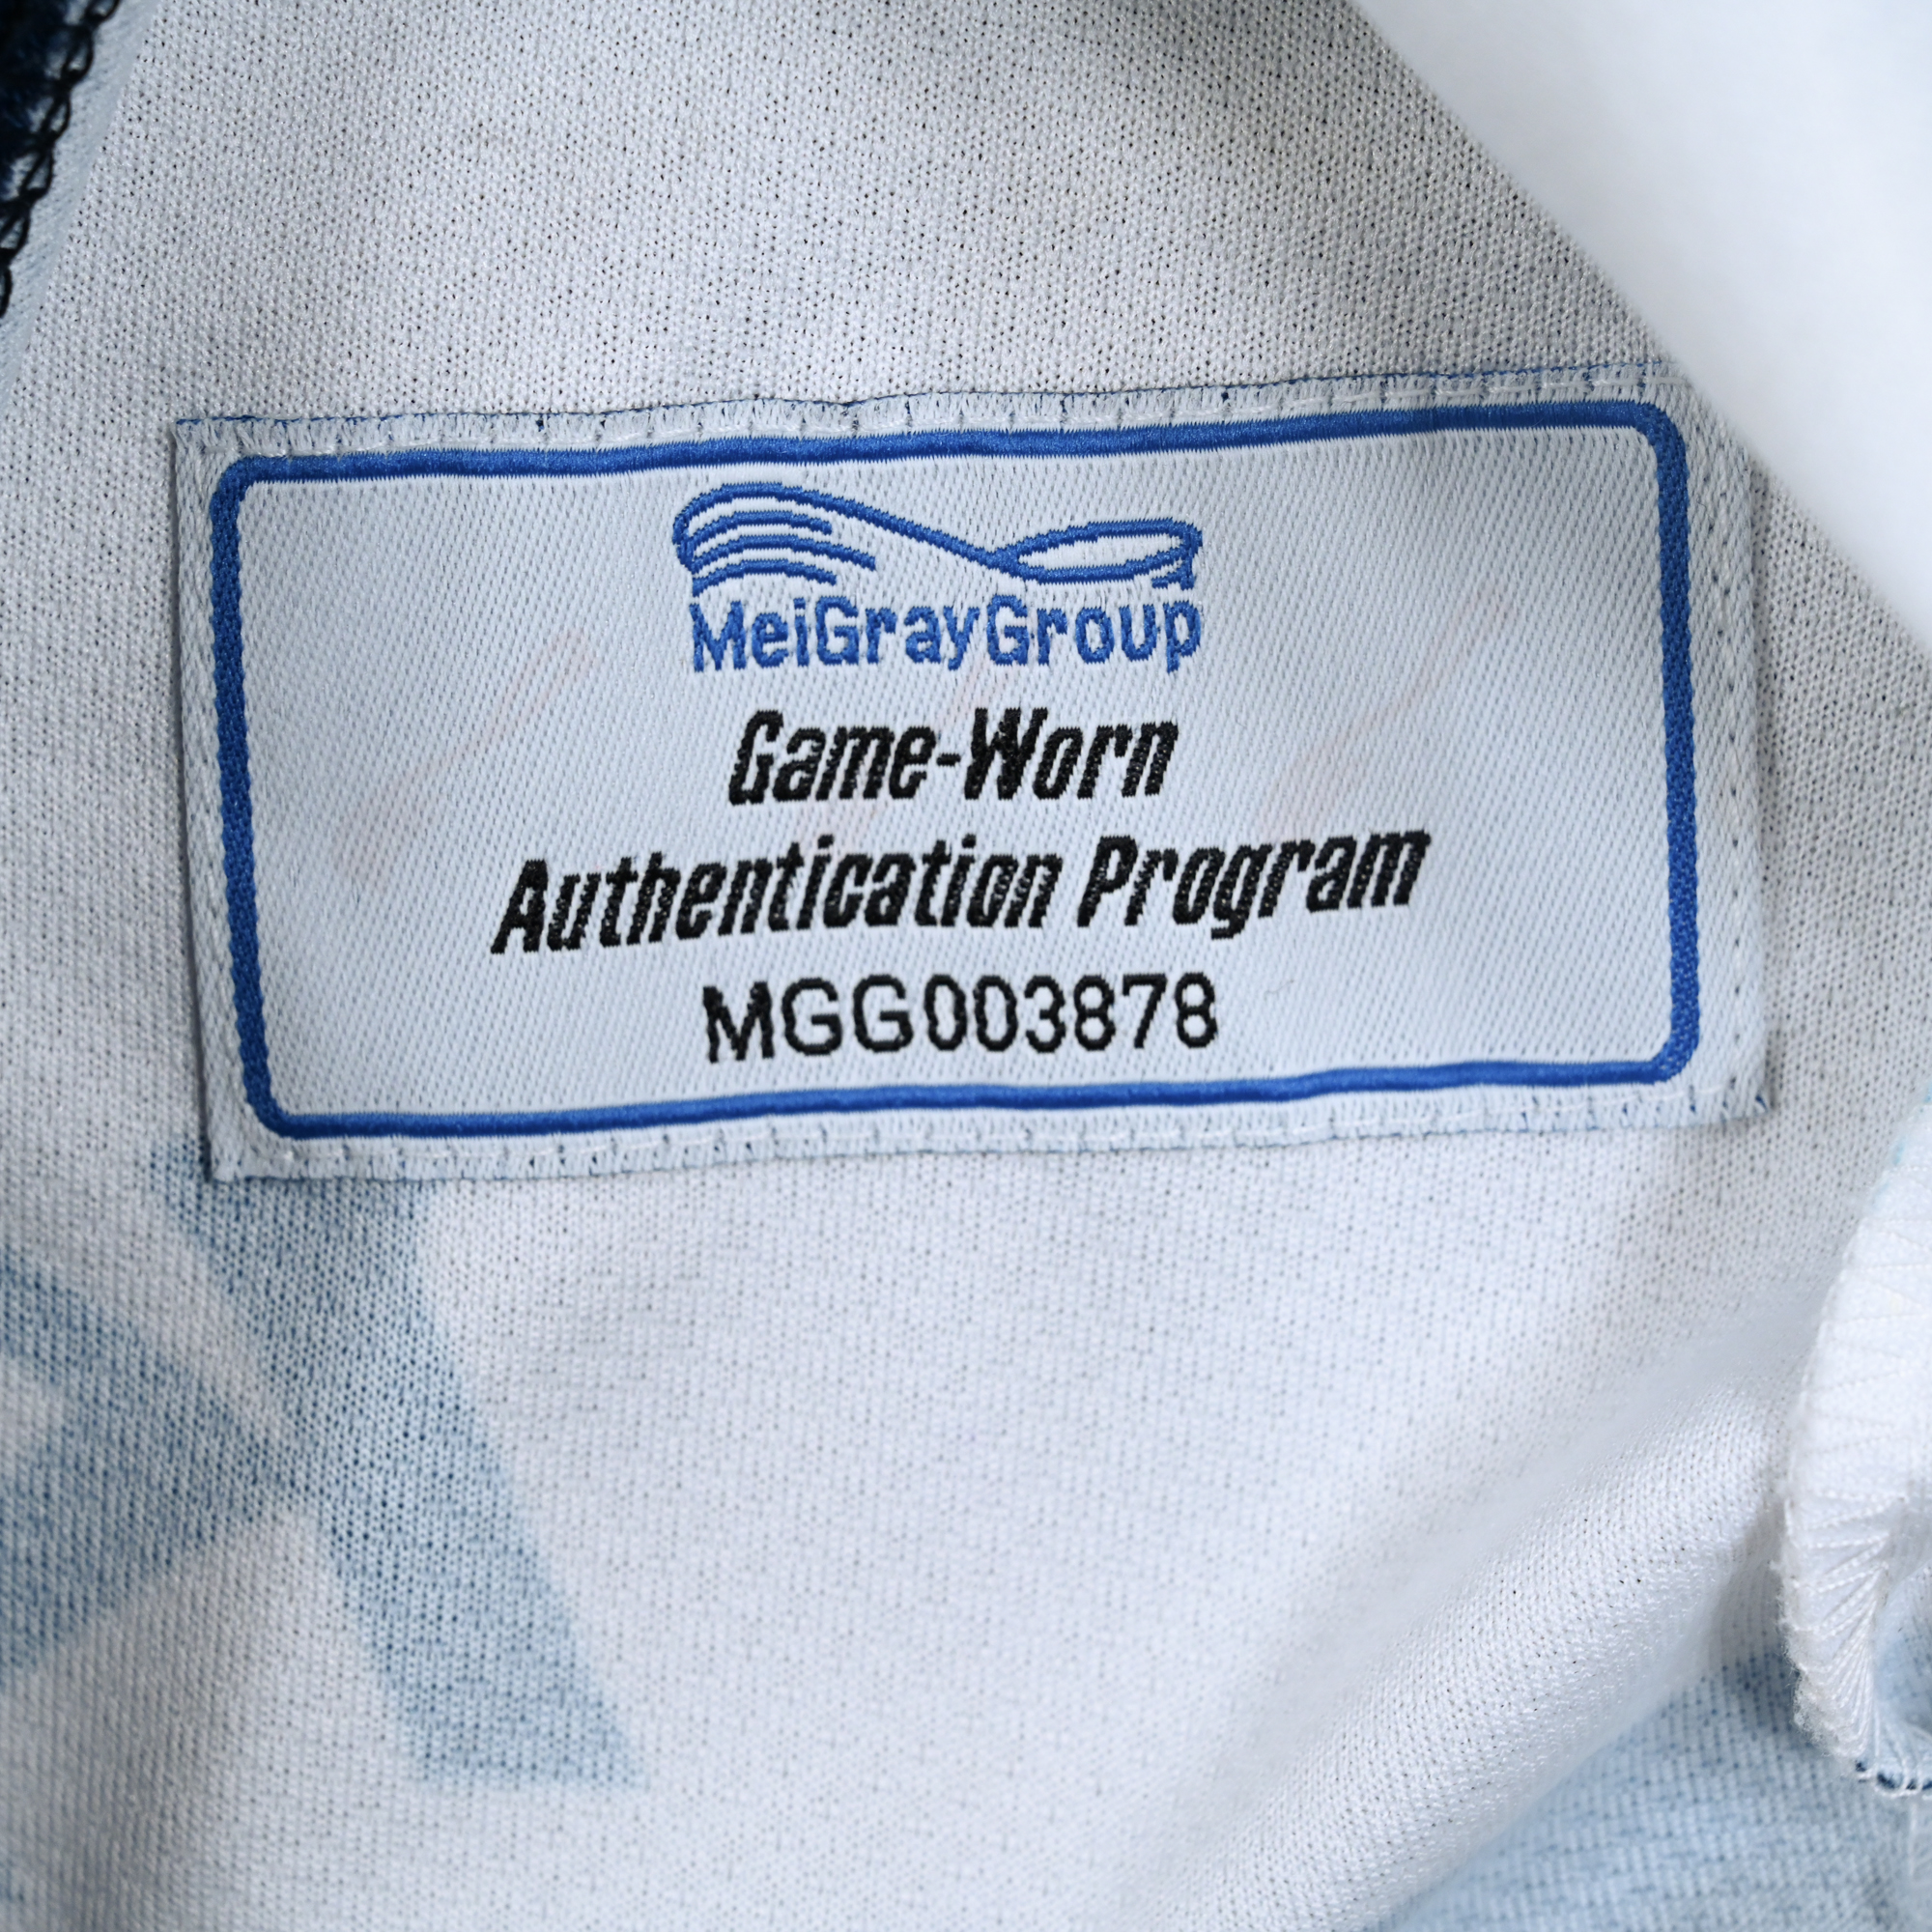 MeiGrayGroup
Game-Worn
Authentication Program
MGG003878